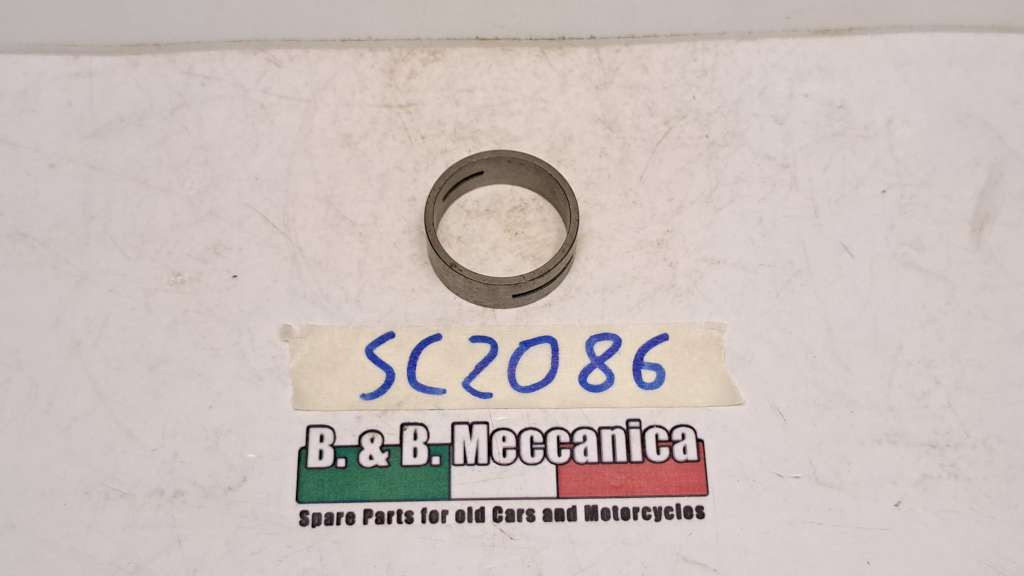 SC2086
B. & B. Meccanica
Spare Parts for old Cars and Motorcycles